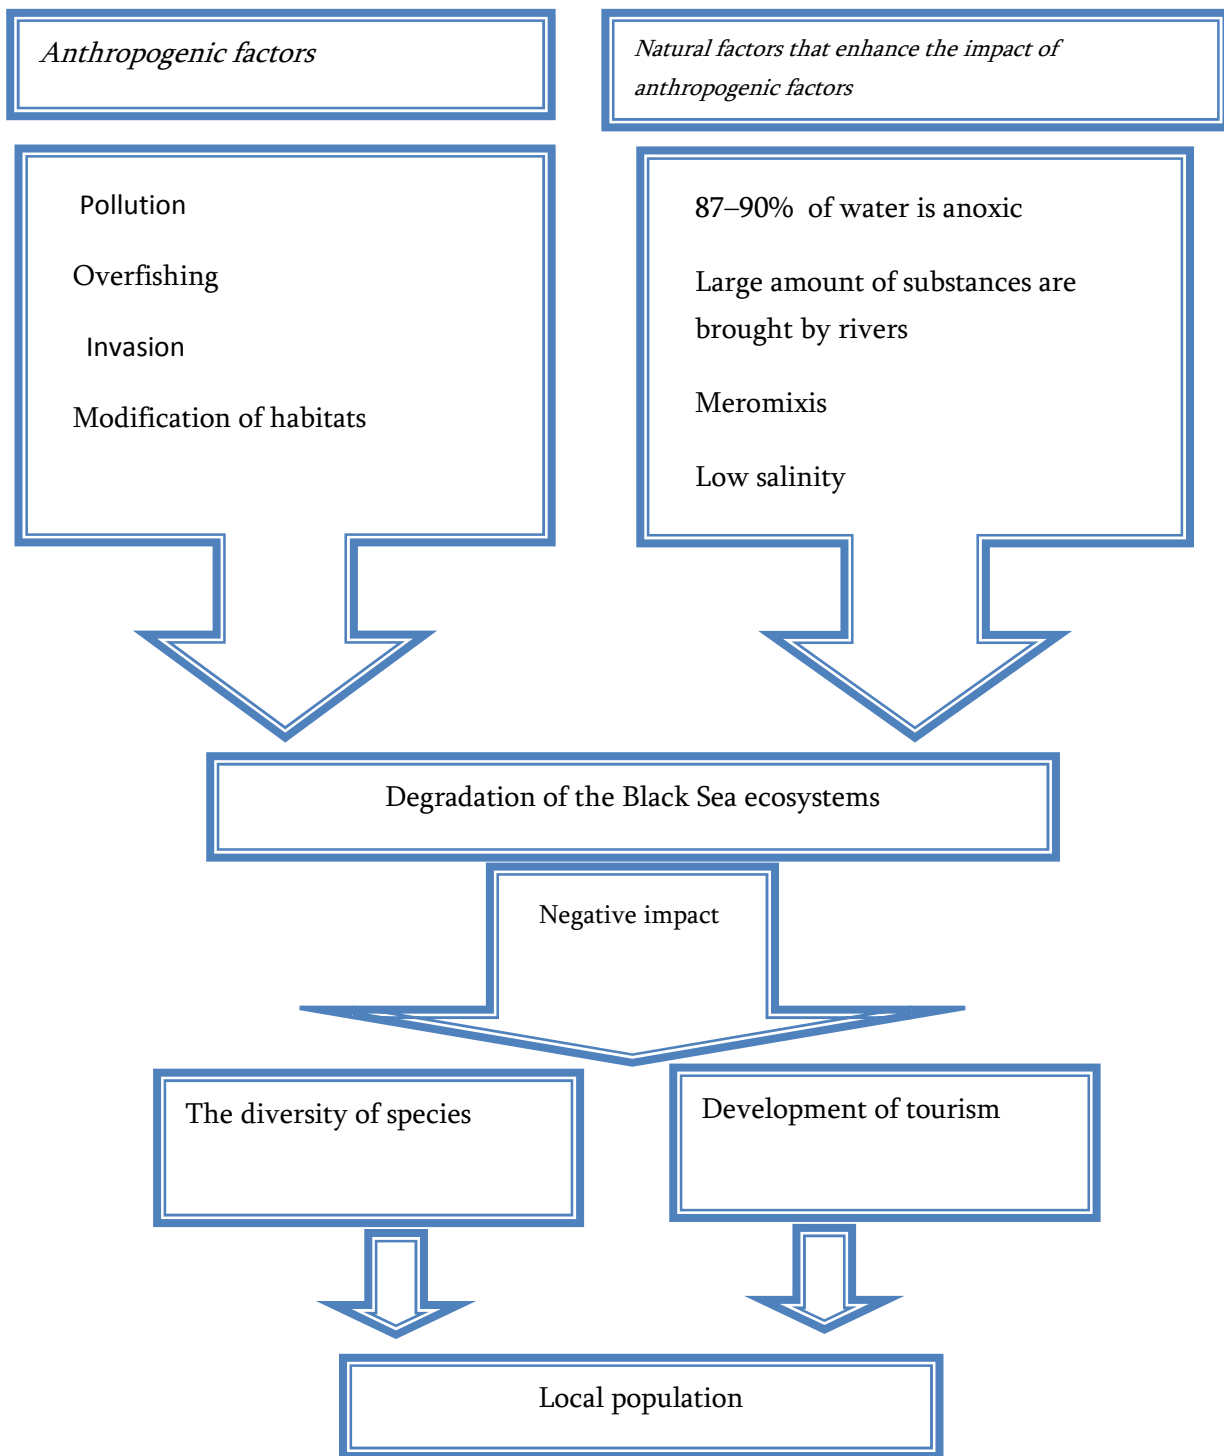 Anthropogenic factors
Natural factors that enhance the impact of
anthropogenic factors
Pollution
Overfishing
Invasion
Modification of habitats
87–90% of water is anoxic
Large amount of substances are
brought by rivers
Meromixis
Low salinity
Degradation of the Black Sea ecosystems
Negative impact
The diversity of species
Development of tourism
Local population